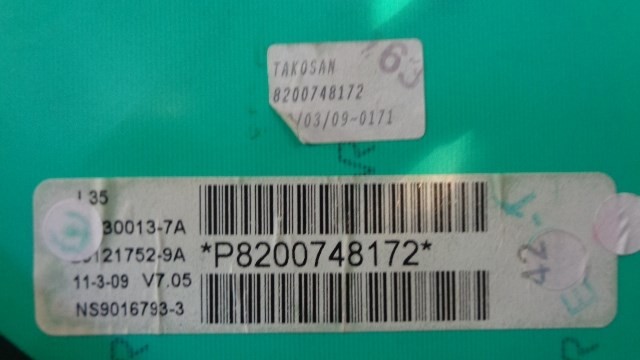 TAKOSAN
8200748172
/03/09-0171
63
L35
30013-7A
121752-9A
*P8200748172*
11-3-09 V7.05
NS9016793-3
42